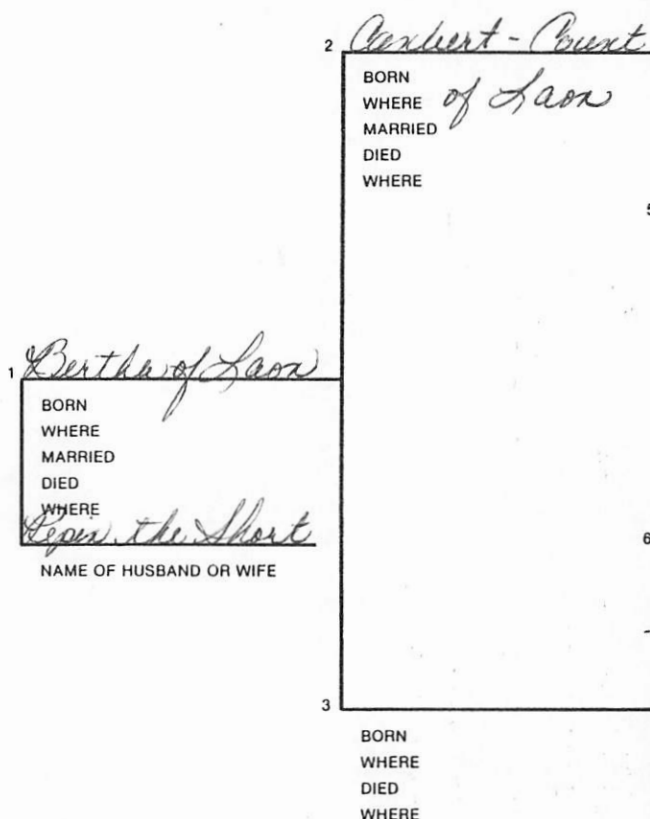 2 Canbert - Count
BORN
WHERE of Laon
MARRIED
DIED
WHERE
5
1 Bertha of Laon
BORN
WHERE
MARRIED
DIED
WHERE
Pepin the Short
NAME OF HUSBAND OR WIFE
6
3
BORN
WHERE
DIED
WHERE